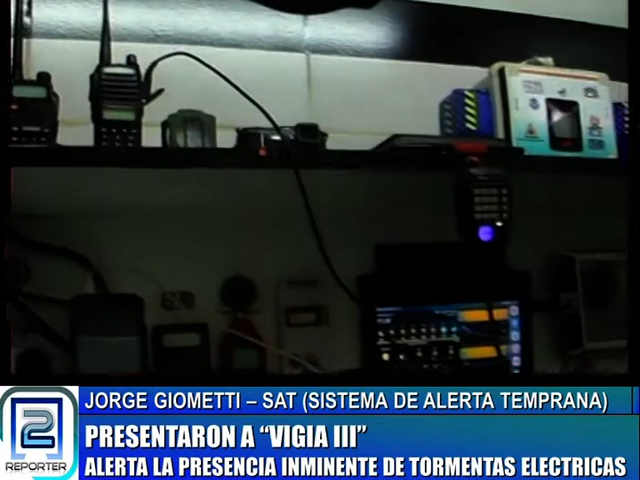 JORGE GIOMETTI – SAT (SISTEMA DE ALERTA TEMPRANA)
2
REPORTER
PRESENTARON A “VIGIA III”
ALERTA LA PRESENCIA INMINENTE DE TORMENTAS ELECTRICAS